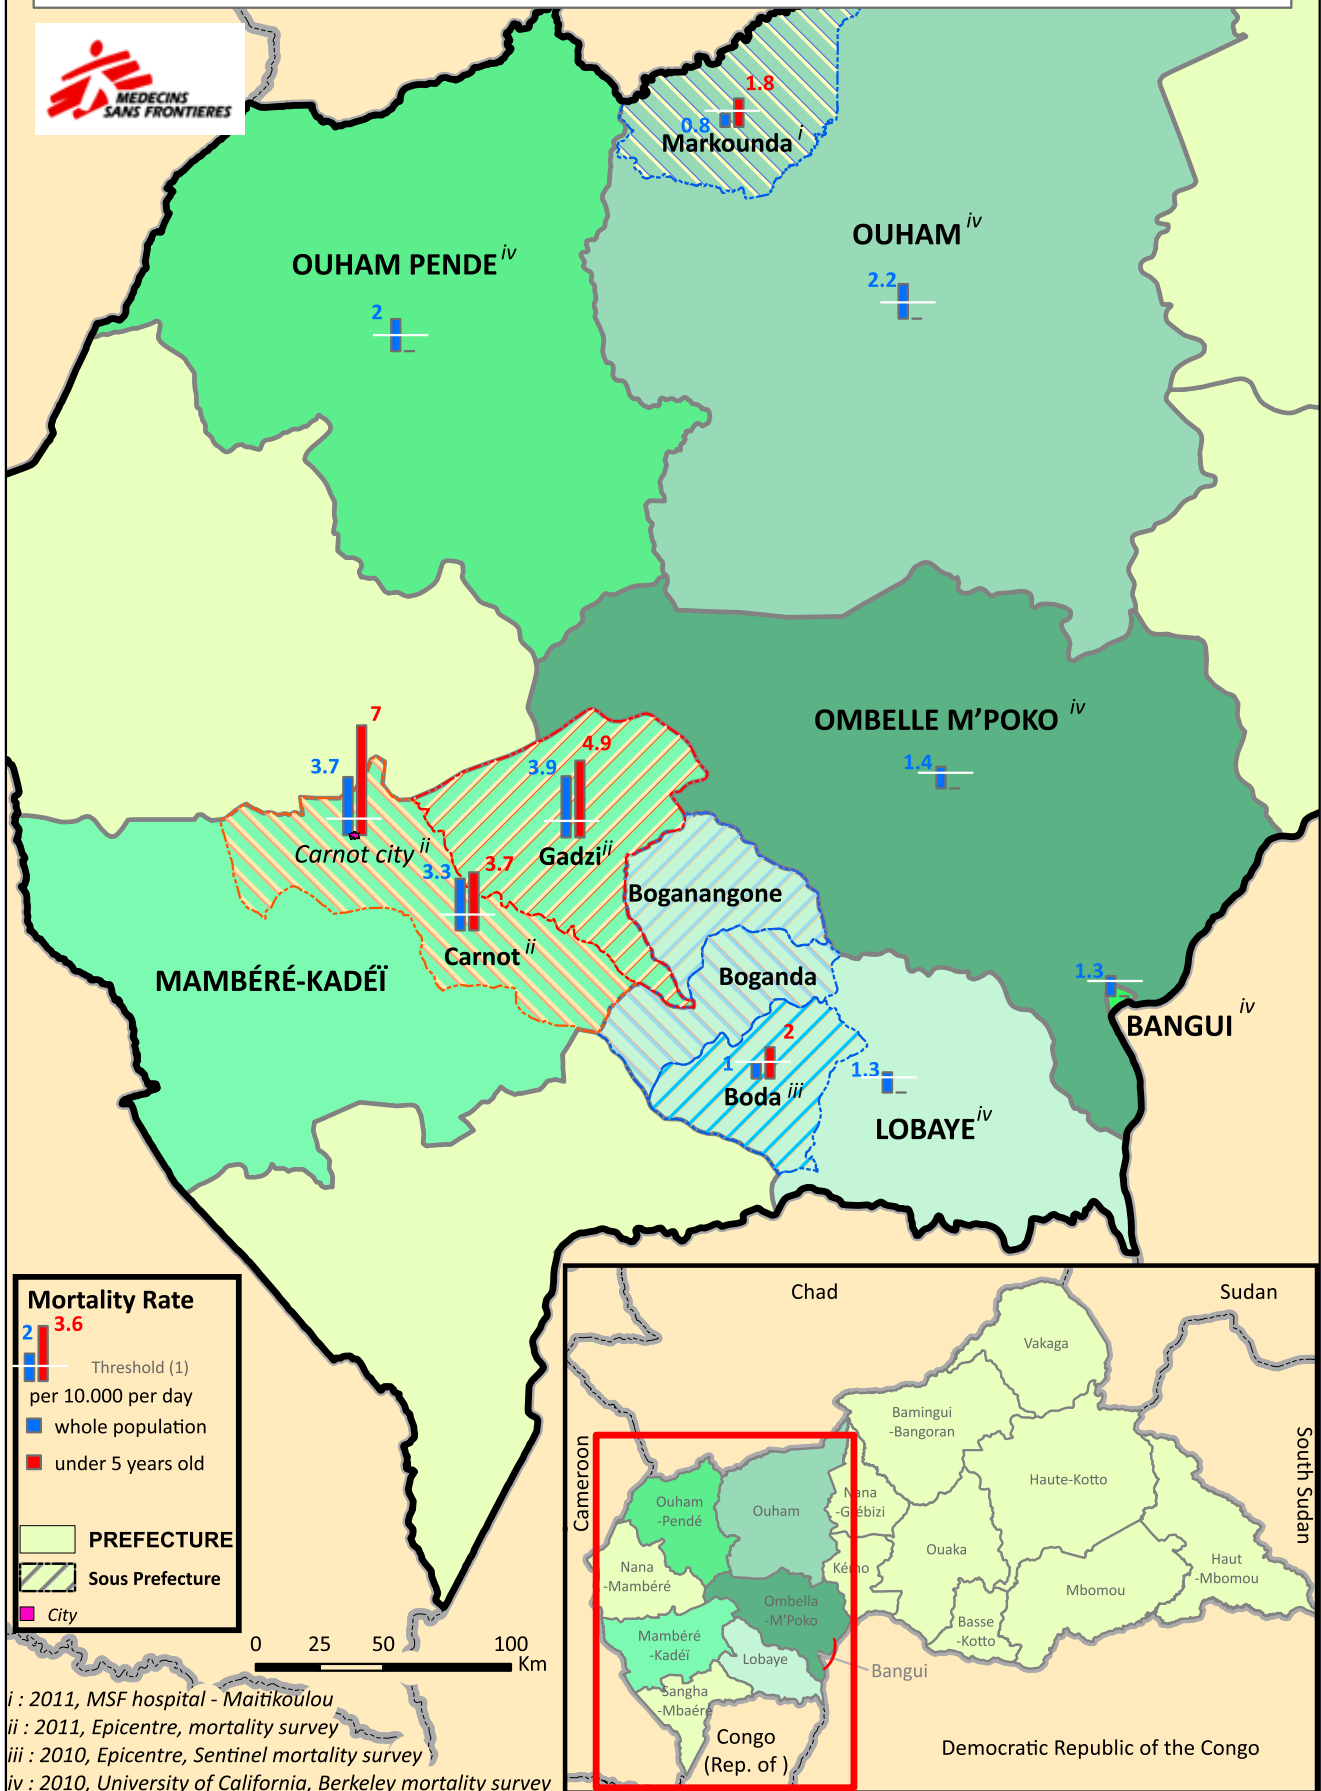 MEDECINS
SANS FRONTIERES
1.8
0.8
Markounda i
OUHAM iv
2.2
OUHAM PENDE iv
2
OMBELLE M’POKO iv
1.4
7
3.7
Carnot city ii
4.9
3.9
Gadzi ii
3.3
3.7
Carnot ii
Boganangone
Boganda
MAMBÉRÉ-KADÉÏ
1.3
BANGUI iv
2
1
Boda iii
1.3
LOBAYE iv
Mortality Rate
2
3.6
Threshold (1)
per 10.000 per day
whole population
under 5 years old
PREFECTURE
Sous Prefecture
City
0 25 50 100
Km
i : 2011, MSF hospital - Maitikoulou
ii : 2011, Epicentre, mortality survey
iii : 2010, Epicentre, Sentinel mortality survey
iv : 2010, University of California, Berkeley mortality survey
Chad
Sudan
Vakaga
Bamingui
-Bangoran
Cameroon
South Sudan
Haute-Kotto
Nana
-Grébizi
Ouham
-Pendé
Ouham
Ouaka
Kémo
Haut
-Mbomou
Nana
-Mambéré
Mbomou
Ombella
-M'Poko
Basse
-Kotto
Mambéré
-Kadéï
Lobaye
Bangui
Sangha
-Mbaéré
Congo
(Rep. of )
Democratic Republic of the Congo